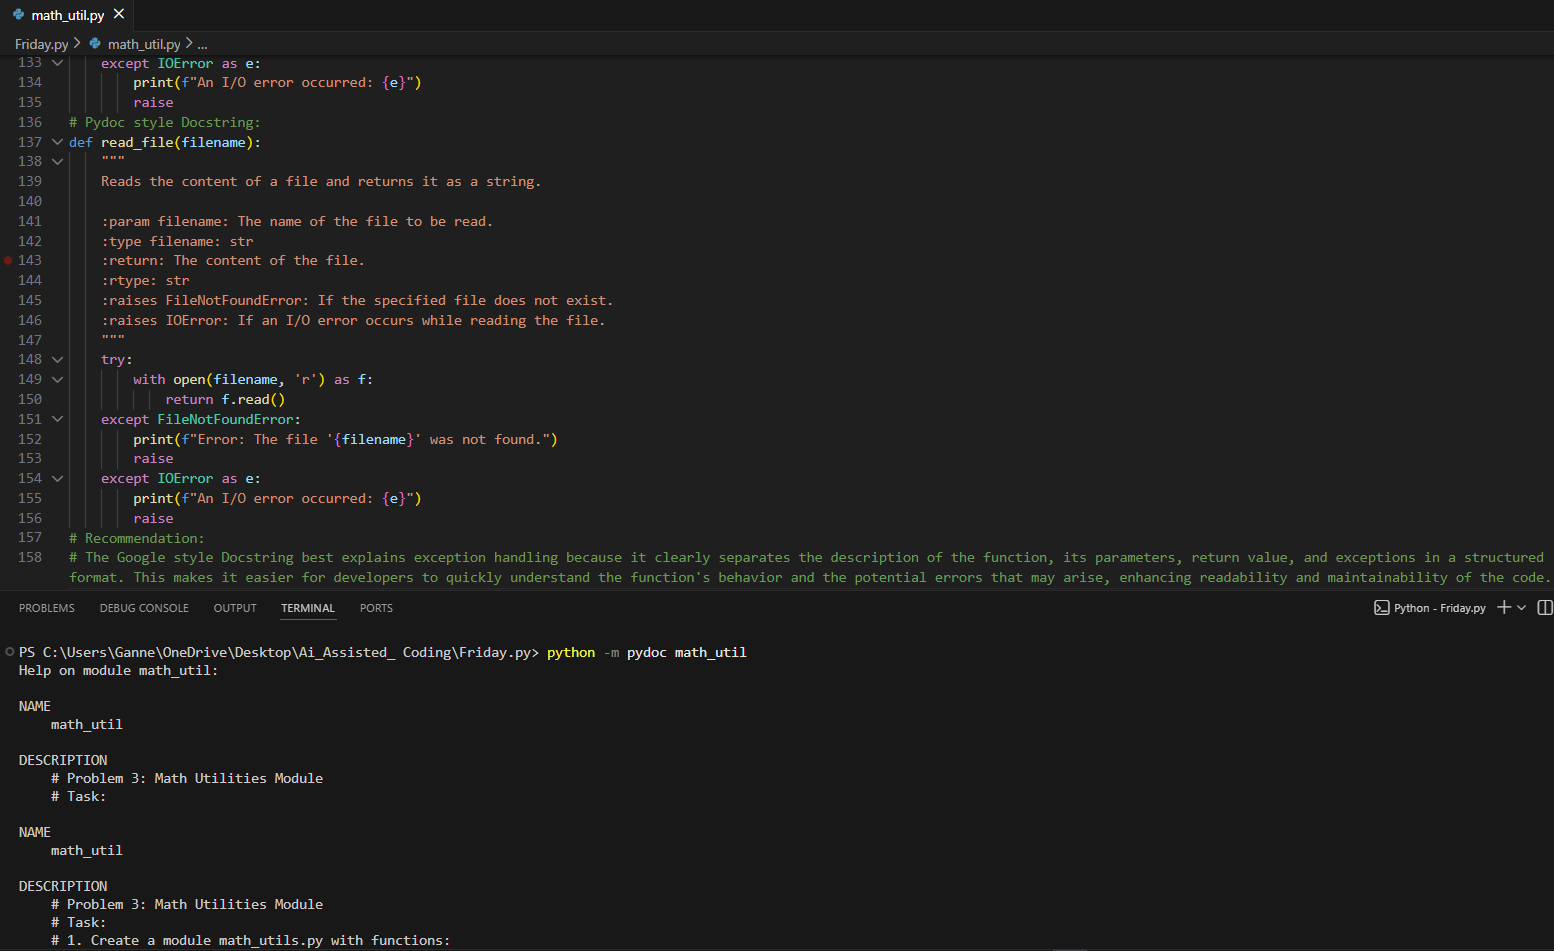 math_util.py
Friday.py > math_util.py > ...
133 except IOError as e:
134 print(f"An I/O error occurred: {e}")
135 raise
136 # Pydoc style Docstring:
137 def read_file(filename):
138 """
139 Reads the content of a file and returns it as a string.
140
141 :param filename: The name of the file to be read.
142 :type filename: str
143 :return: The content of the file.
144 :rtype: str
145 :raises FileNotFoundError: If the specified file does not exist.
146 :raises IOError: If an I/O error occurs while reading the file.
147 """
148 try:
149 with open(filename, 'r') as f:
150 return f.read()
151 except FileNotFoundError:
152 print(f"Error: The file '{filename}' was not found.")
153 raise
154 except IOError as e:
155 print(f"An I/O error occurred: {e}")
156 raise
157 # Recommendation:
158 # The Google style Docstring best explains exception handling because it clearly separates the description of the function, its parameters, return value, and exceptions in a structured
format. This makes it easier for developers to quickly understand the function's behavior and the potential errors that may arise, enhancing readability and maintainability of the code.
PROBLEMS DEBUG CONSOLE OUTPUT TERMINAL PORTS Python - Friday.py
PS C:\Users\Ganne\OneDrive\Desktop\Ai_Assisted_ Coding\Friday.py> python -m pydoc math_util
Help on module math_util:
NAME
math_util
DESCRIPTION
# Problem 3: Math Utilities Module
# Task:
NAME
math_util
DESCRIPTION
# Problem 3: Math Utilities Module
# Task:
# 1. Create a module math_utils.py with functions: